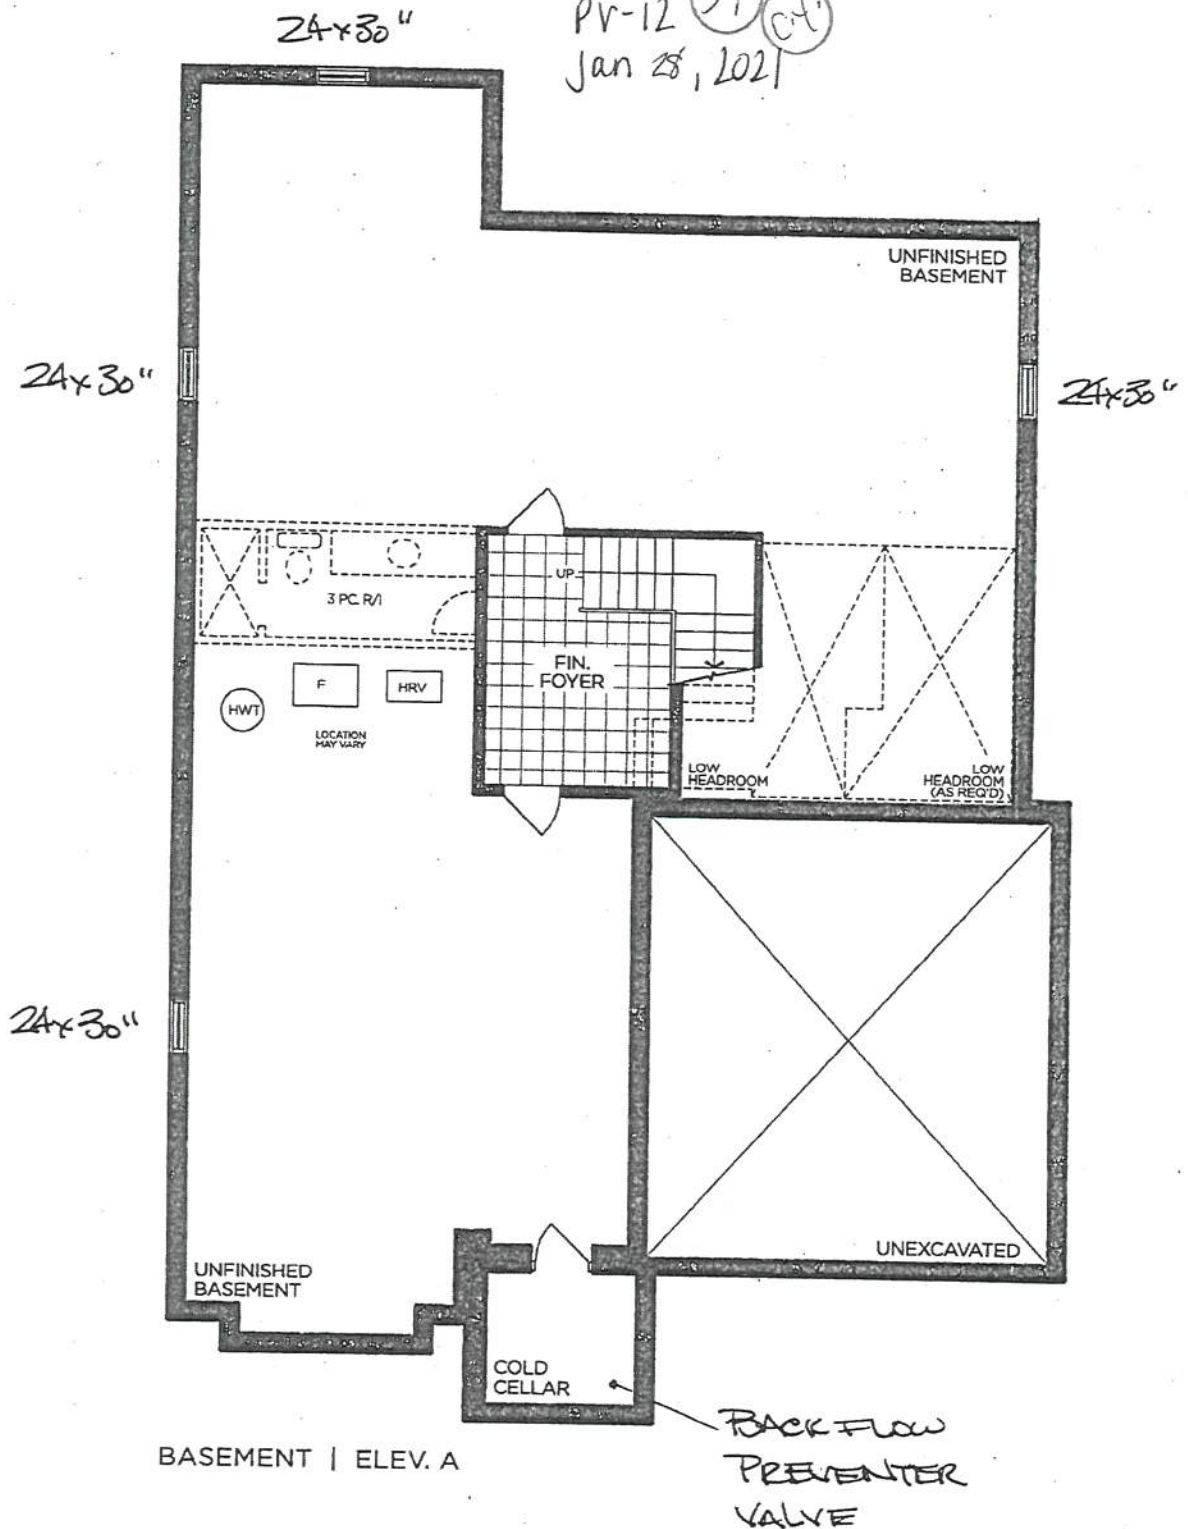 24x30"
PV-12
Jan 28, 2021
UNFINISHED
BASEMENT
24x30"
24x30"
UP
3 PC. R/I
FIN.
FOYER
F
HRV
HWT
LOCATION
MAY VARY
LOW
HEADROOM
LOW
HEADROOM
(AS REQ'D)
24x30"
UNEXCAVATED
UNFINISHED
BASEMENT
COLD
CELLAR
BASEMENT | ELEV. A
BACK FLOW
PREVENTER
VALVE